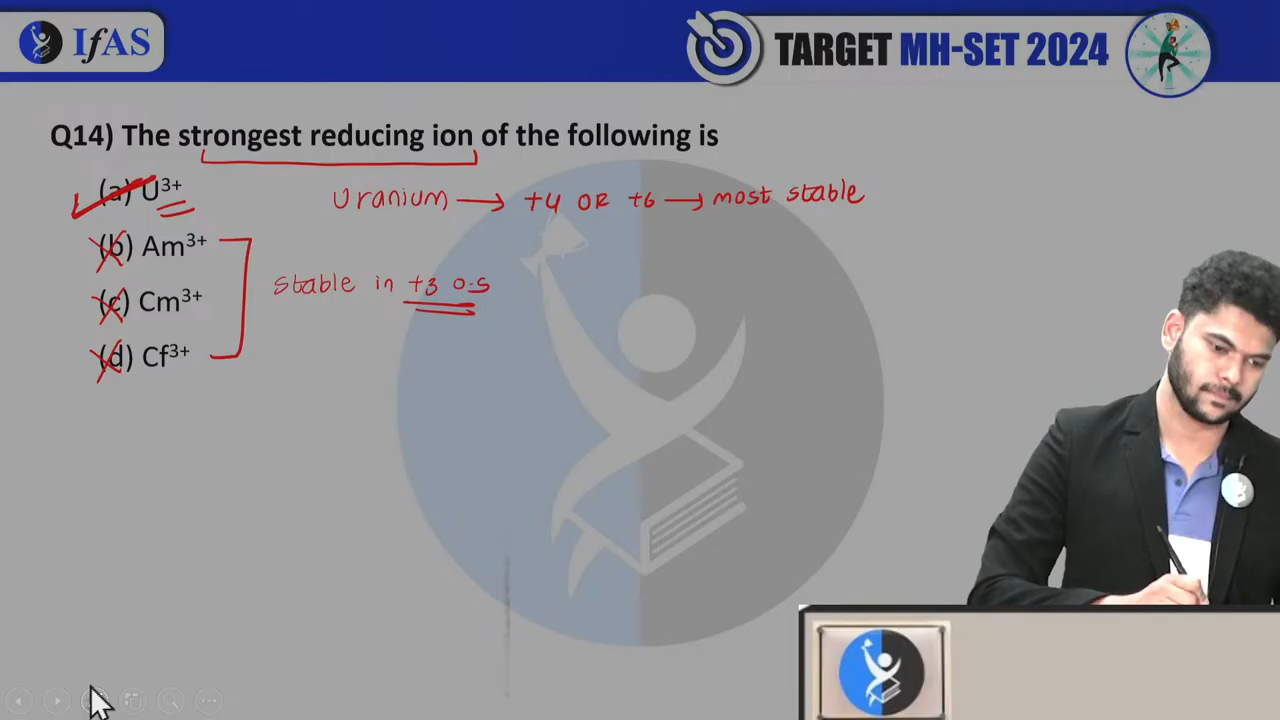 IfAS
TARGET MH-SET 2024
Q14) The strongest reducing ion of the following is
(a) U³⁺
Uranium → +4 OR +6 → most stable
(b) Am³⁺
(c) Cm³⁺
stable in +3 o.s
(d) Cf³⁺